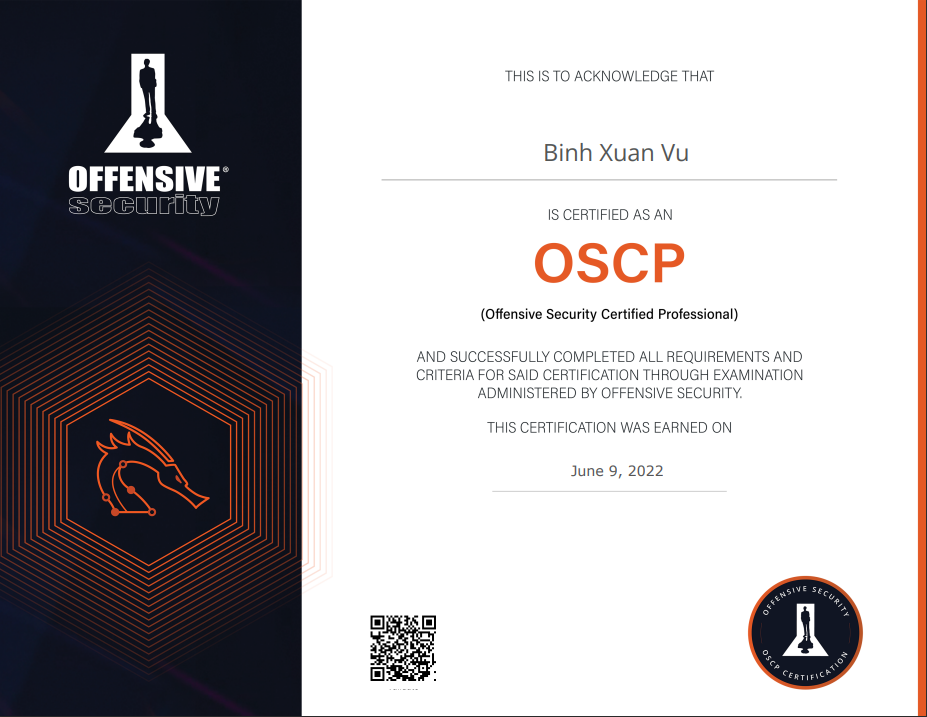 OFFENSIVE®
security
THIS IS TO ACKNOWLEDGE THAT
Binh Xuan Vu
IS CERTIFIED AS AN
OSCP
(Offensive Security Certified Professional)
AND SUCCESSFULLY COMPLETED ALL REQUIREMENTS AND
CRITERIA FOR SAID CERTIFICATION THROUGH EXAMINATION
ADMINISTERED BY OFFENSIVE SECURITY.
THIS CERTIFICATION WAS EARNED ON
June 9, 2022
OFFENSIVE SECURITY
OSCP CERTIFICATION